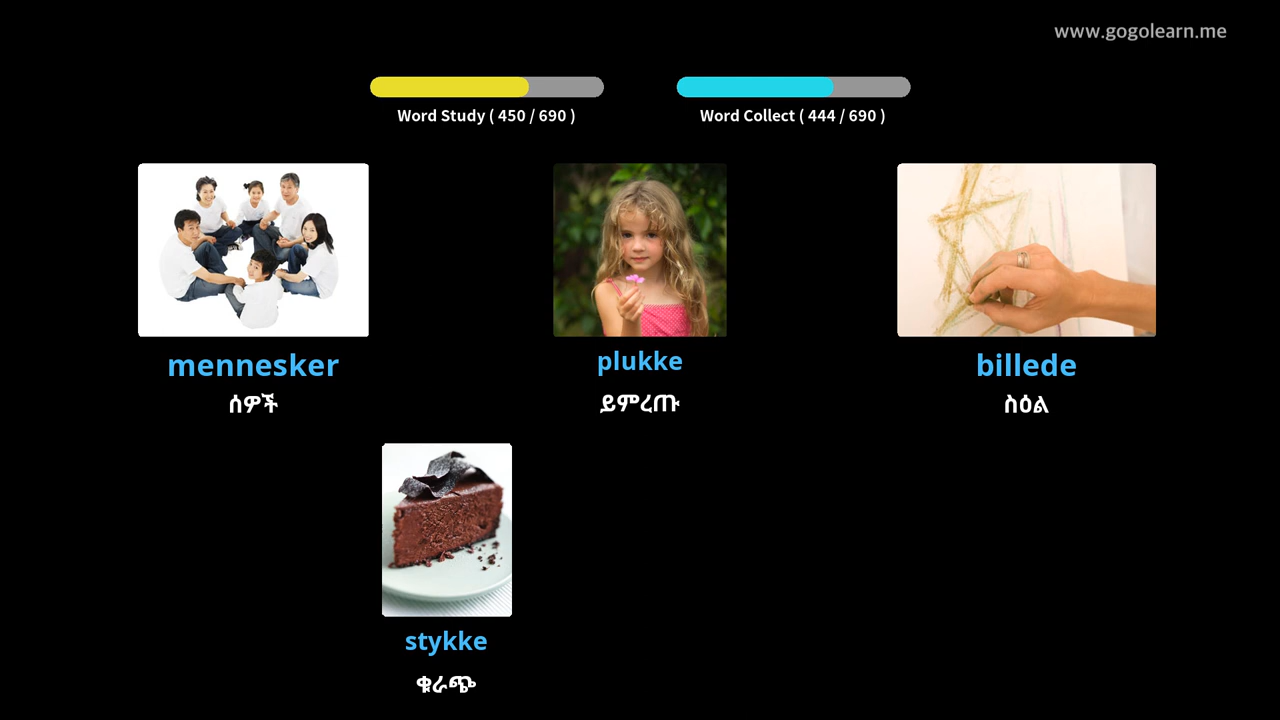 www.gogolearn.me
Word Study ( 450 / 690 )
Word Collect ( 444 / 690 )
mennesker
ሰዎች
plukke
ይምረጡ
billede
ስዕል
stykke
ቁራጭ